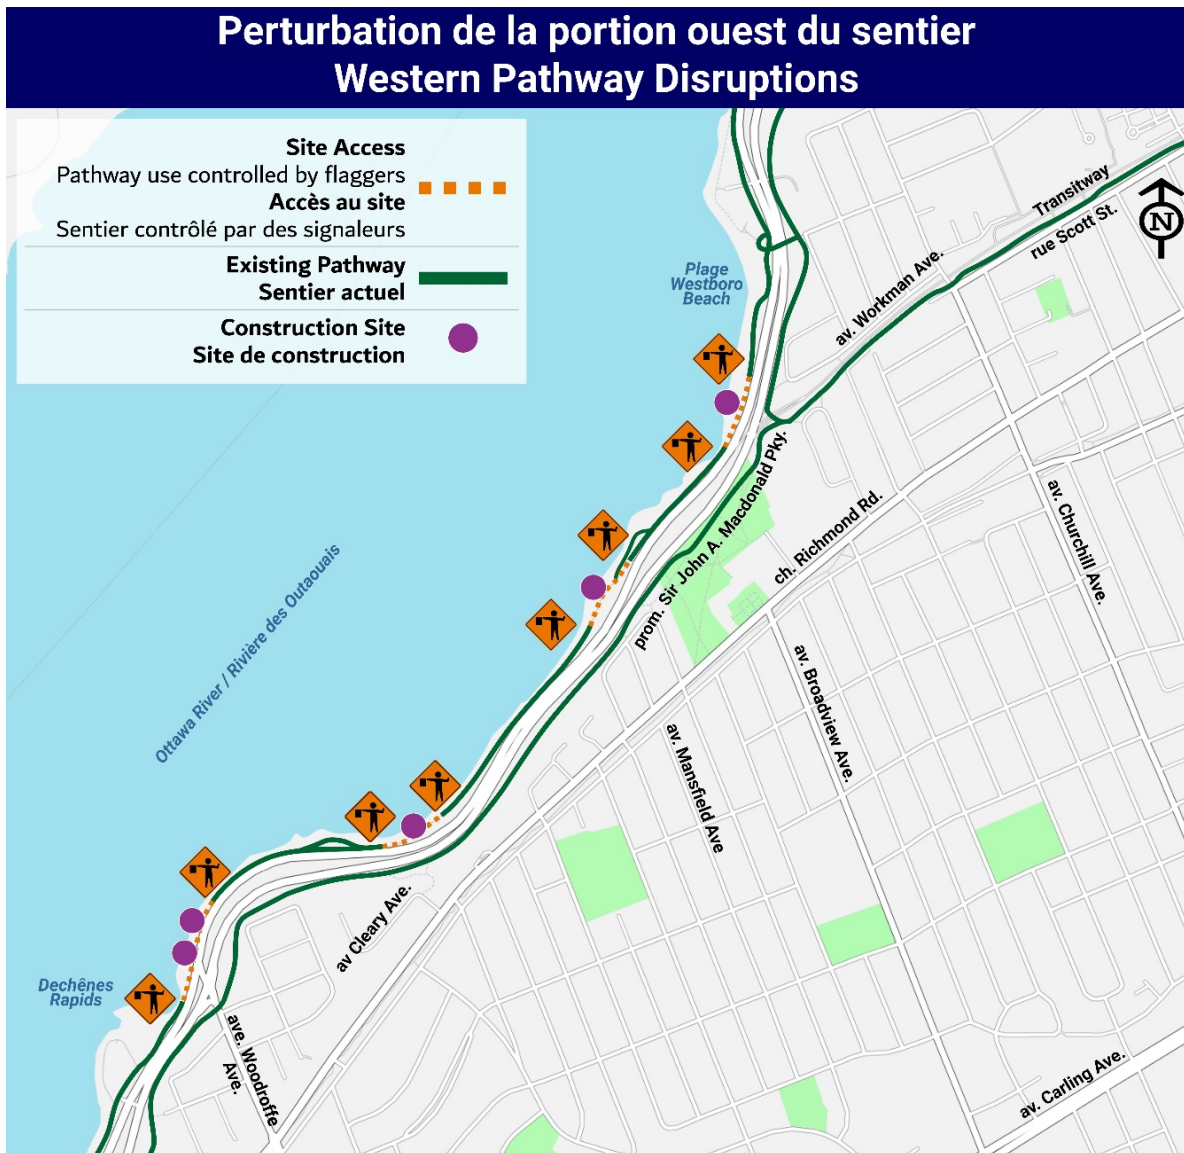 Perturbation de la portion ouest du sentier
Western Pathway Disruptions
Site Access
Pathway use controlled by flaggers
Accès au site
Sentier contrôlé par des signaleurs
Existing Pathway
Sentier actuel
Construction Site
Site de construction
Transitway
rue Scott St.
N
Plage
Westboro
Beach
av. Workman Ave.
prom. Sir John A. Macdonald Pky.
ch. Richmond Rd.
av. Churchill Ave.
Ottawa River / Rivière des Outaouais
av. Broadview Ave.
av. Mansfield Ave
av Cleary Ave.
Dechênes
Rapids
ave. Woodroffe
Ave.
av. Carling Ave.